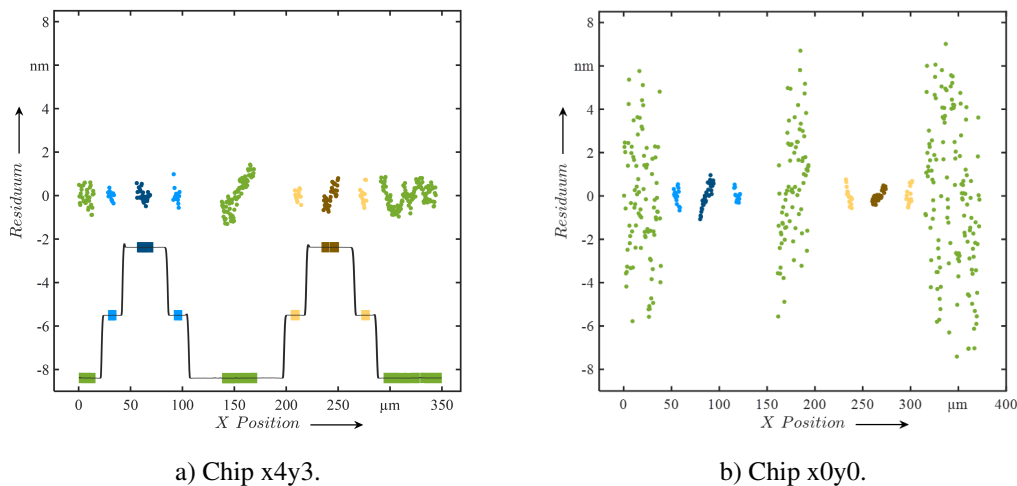 8
nm
4
2
0
-2
-4
-6
-8
Residuum
0 50 100 150 200 250 µm 350
X Position
a) Chip x4y3.
8
nm
4
2
0
-2
-4
-6
-8
Residuum
0 50 100 150 200 250 300 µm 400
X Position
b) Chip x0y0.